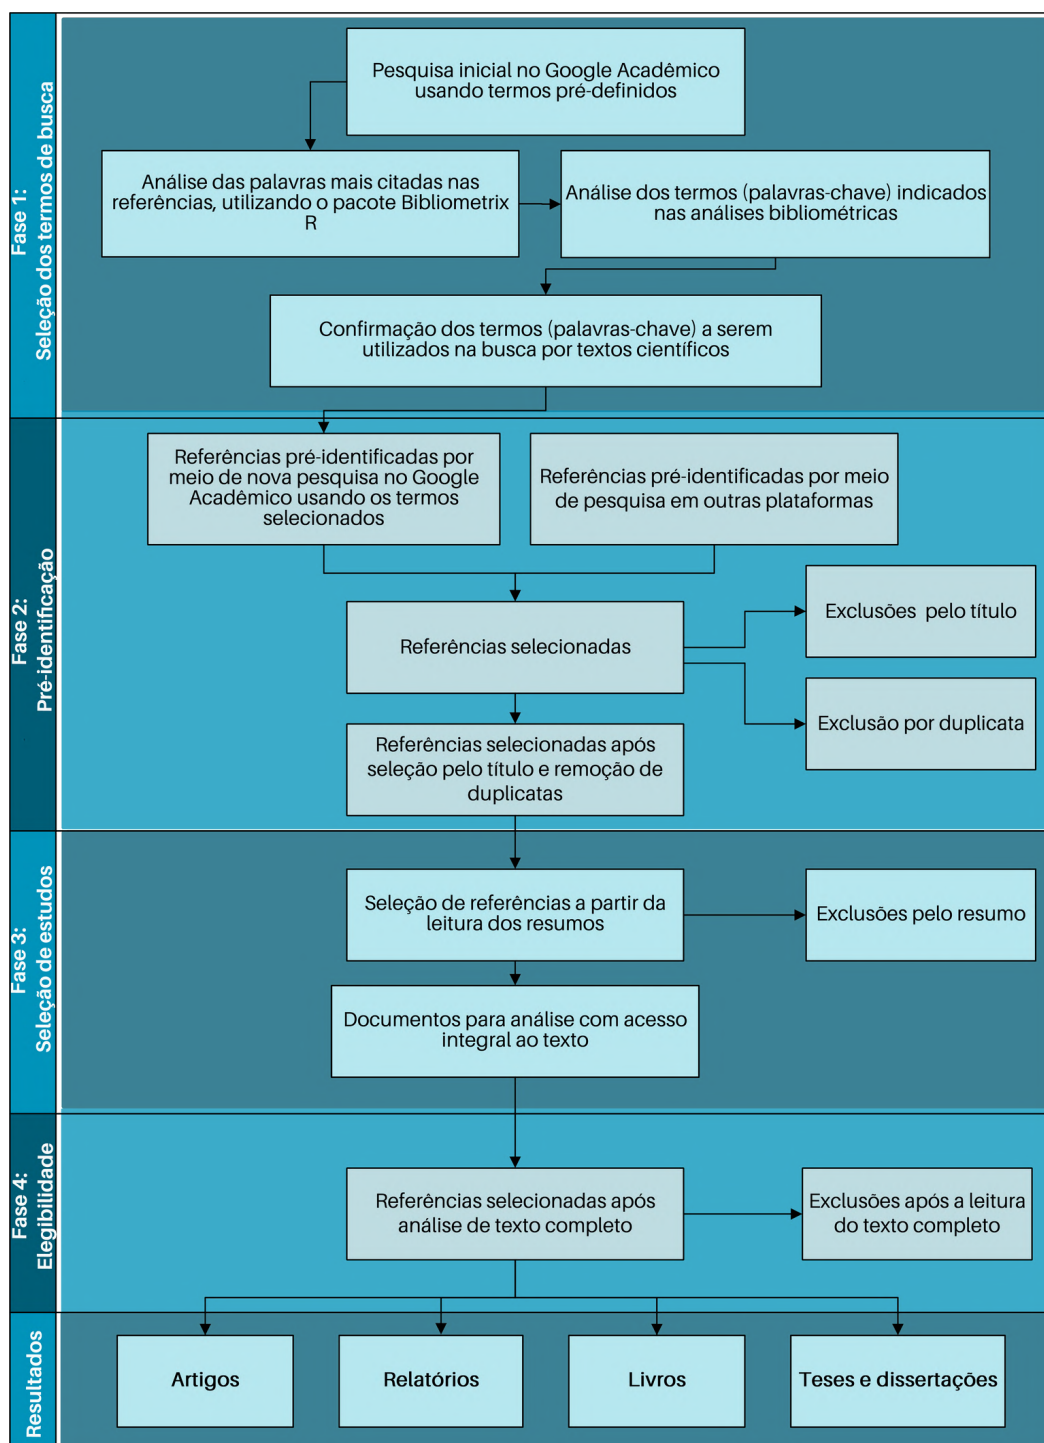 Fase 1:
Seleção dos termos de busca
Pesquisa inicial no Google Acadêmico
usando termos pré-definidos
Análise das palavras mais citadas nas
referências, utilizando o pacote Bibliometrix
R
Análise dos termos (palavras-chave) indicados
nas análises bibliométricas
Confirmação dos termos (palavras-chave) a serem
utilizados na busca por textos científicos
Fase 2:
Pré-identificação
Referências pré-identificadas por
meio de nova pesquisa no Google
Acadêmico usando os termos
selecionados
Referências pré-identificadas por meio
de pesquisa em outras plataformas
Referências selecionadas
Exclusões pelo título
Exclusão por duplicata
Referências selecionadas após
seleção pelo título e remoção de
duplicatas
Fase 3:
Seleção de estudos
Seleção de referências a partir da
leitura dos resumos
Exclusões pelo resumo
Documentos para análise com acesso
integral ao texto
Fase 4:
Elegibilidade
Referências selecionadas após
análise de texto completo
Exclusões após a leitura
do texto completo
Resultados
Artigos
Relatórios
Livros
Teses e dissertações